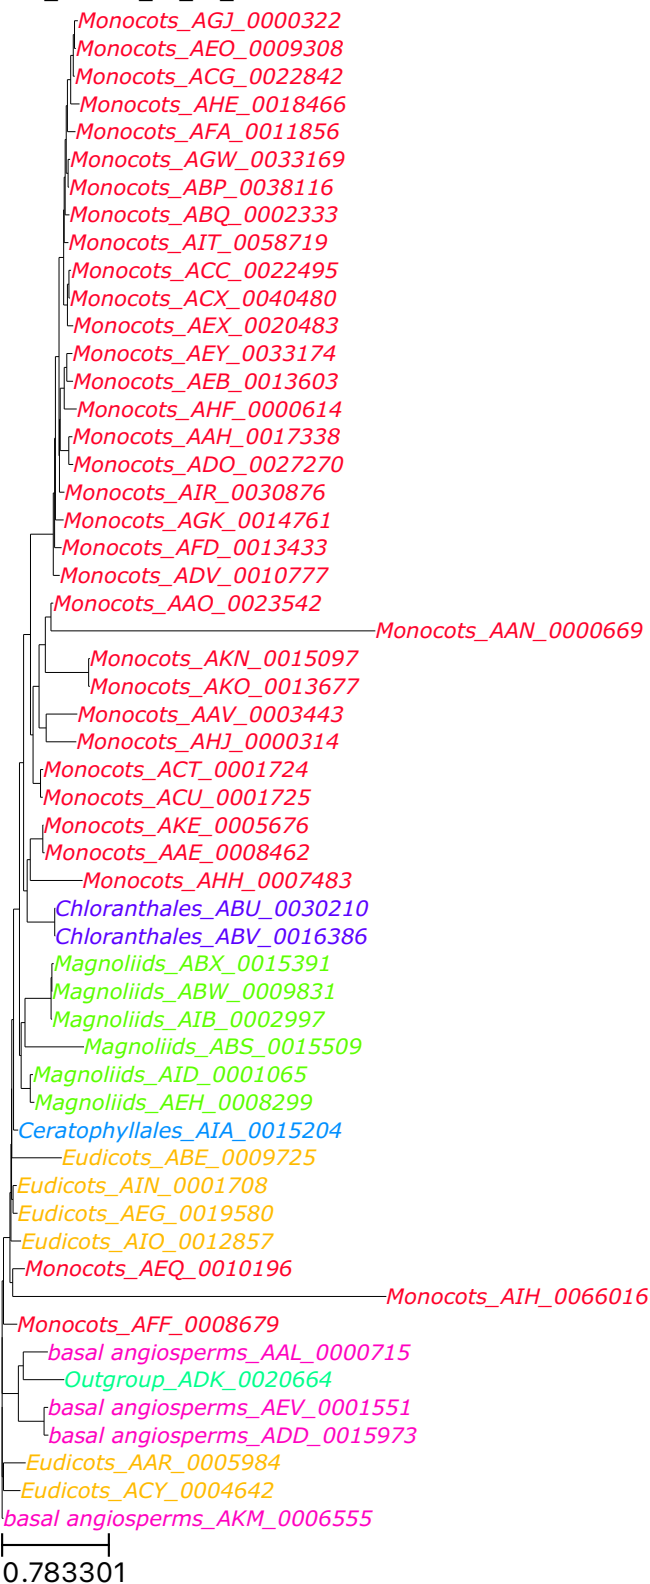 Monocots_AGJ_0000322
Monocots_AEO_0009308
Monocots_ACG_0022842
Monocots_AHE_0018466
Monocots_AFA_0011856
Monocots_AGW_0033169
Monocots_ABP_0038116
Monocots_ABQ_0002333
Monocots_AIT_0058719
Monocots_ACC_0022495
Monocots_ACX_0040480
Monocots_AEX_0020483
Monocots_AEY_0033174
Monocots_AEB_0013603
Monocots_AHF_0000614
Monocots_AAH_0017338
Monocots_ADO_0027270
Monocots_AIR_0030876
Monocots_AGK_0014761
Monocots_AFD_0013433
Monocots_ADV_0010777
Monocots_AAO_0023542
Monocots_AAN_0000669
Monocots_AKN_0015097
Monocots_AKO_0013677
Monocots_AAV_0003443
Monocots_AHJ_0000314
Monocots_ACT_0001724
Monocots_ACU_0001725
Monocots_AKE_0005676
Monocots_AAE_0008462
Monocots_AHH_0007483
Chloranthales_ABU_0030210
Chloranthales_ABV_0016386
Magnoliids_ABX_0015391
Magnoliids_ABW_0009831
Magnoliids_AIB_0002997
Magnoliids_ABS_0015509
Magnoliids_AID_0001065
Magnoliids_AEH_0008299
Ceratophyllales_AIA_0015204
Eudicots_ABE_0009725
Eudicots_AIN_0001708
Eudicots_AEG_0019580
Eudicots_AIO_0012857
Monocots_AEQ_0010196
Monocots_AIH_0066016
Monocots_AFF_0008679
basal angiosperms_AAL_0000715
Outgroup_ADK_0020664
basal angiosperms_AEV_0001551
basal angiosperms_ADD_0015973
Eudicots_AAR_0005984
Eudicots_ACY_0004642
basal angiosperms_AKM_0006555
0.783301